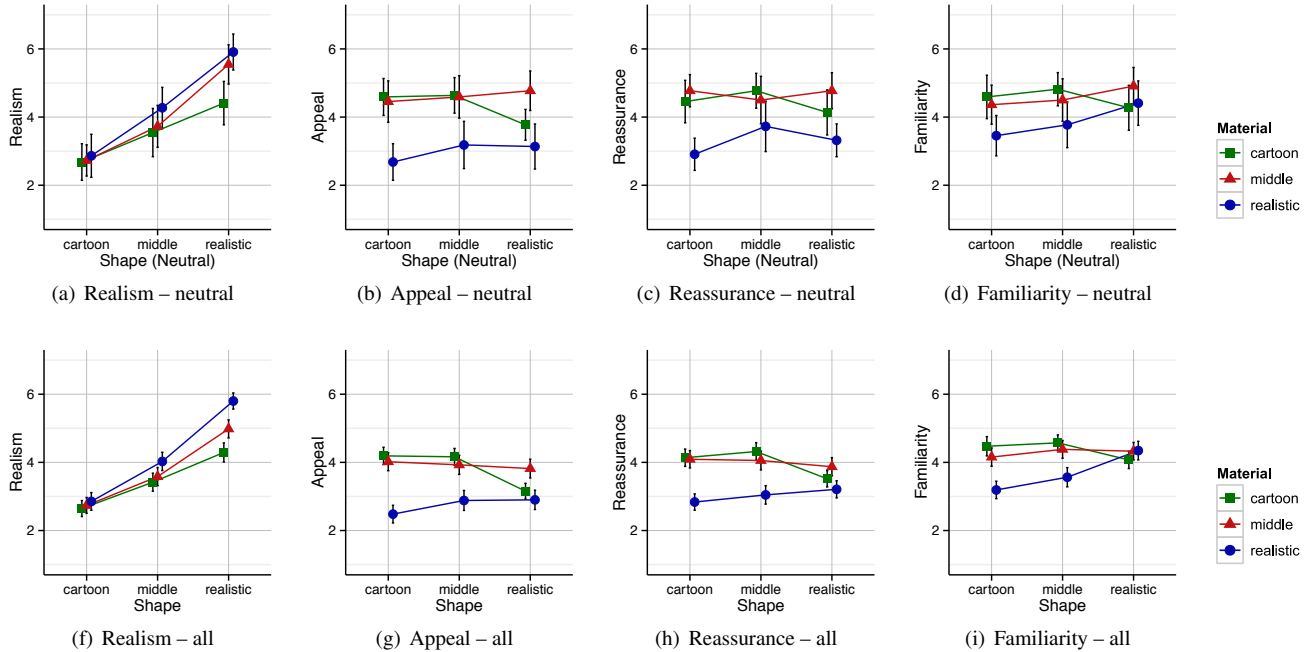 6
4
2
Realism
cartoon middle realistic
Shape (Neutral)
(a) Realism – neutral
6
4
2
Appeal
cartoon middle realistic
Shape (Neutral)
(b) Appeal – neutral
6
4
2
Reassurance
cartoon middle realistic
Shape (Neutral)
(c) Reassurance – neutral
6
4
2
Familiarity
cartoon middle realistic
Shape (Neutral)
(d) Familiarity – neutral
Material
cartoon
middle
realistic
6
4
2
Realism
cartoon middle realistic
Shape
(f) Realism – all
6
4
2
Appeal
cartoon middle realistic
Shape
(g) Appeal – all
6
4
2
Reassurance
cartoon middle realistic
Shape
(h) Reassurance – all
6
4
2
Familiarity
cartoon middle realistic
Shape
(i) Familiarity – all
Material
cartoon
middle
realistic